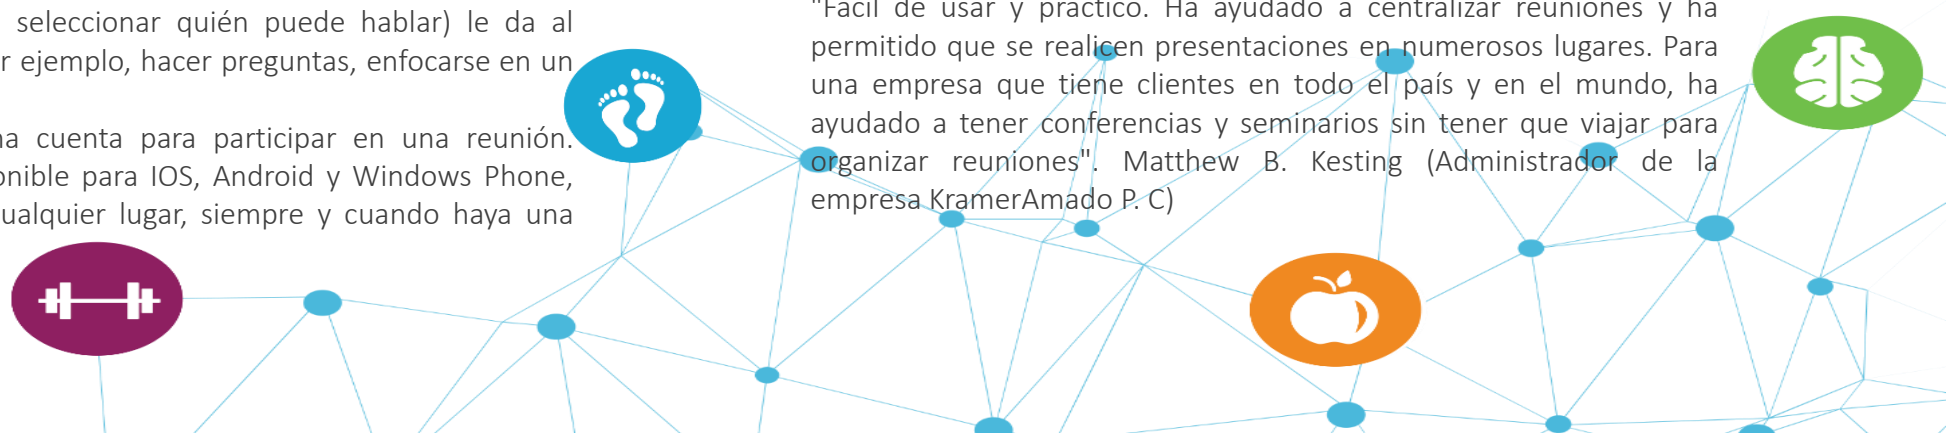 seleccionar quién puede hablar) le da al
r ejemplo, hacer preguntas, enfocarse en un
na cuenta para participar en una reunión.
onible para IOS, Android y Windows Phone,
ualquier lugar, siempre y cuando haya una
"Fácil de usar y práctico. Ha ayudado a centralizar reuniones y ha
permitido que se realicen presentaciones en numerosos lugares. Para
una empresa que tiene clientes en todo el país y en el mundo, ha
ayudado a tener conferencias y seminarios sin tener que viajar para
organizar reuniones". Matthew B. Kesting (Administrador de la
empresa KramerAmado P. C)